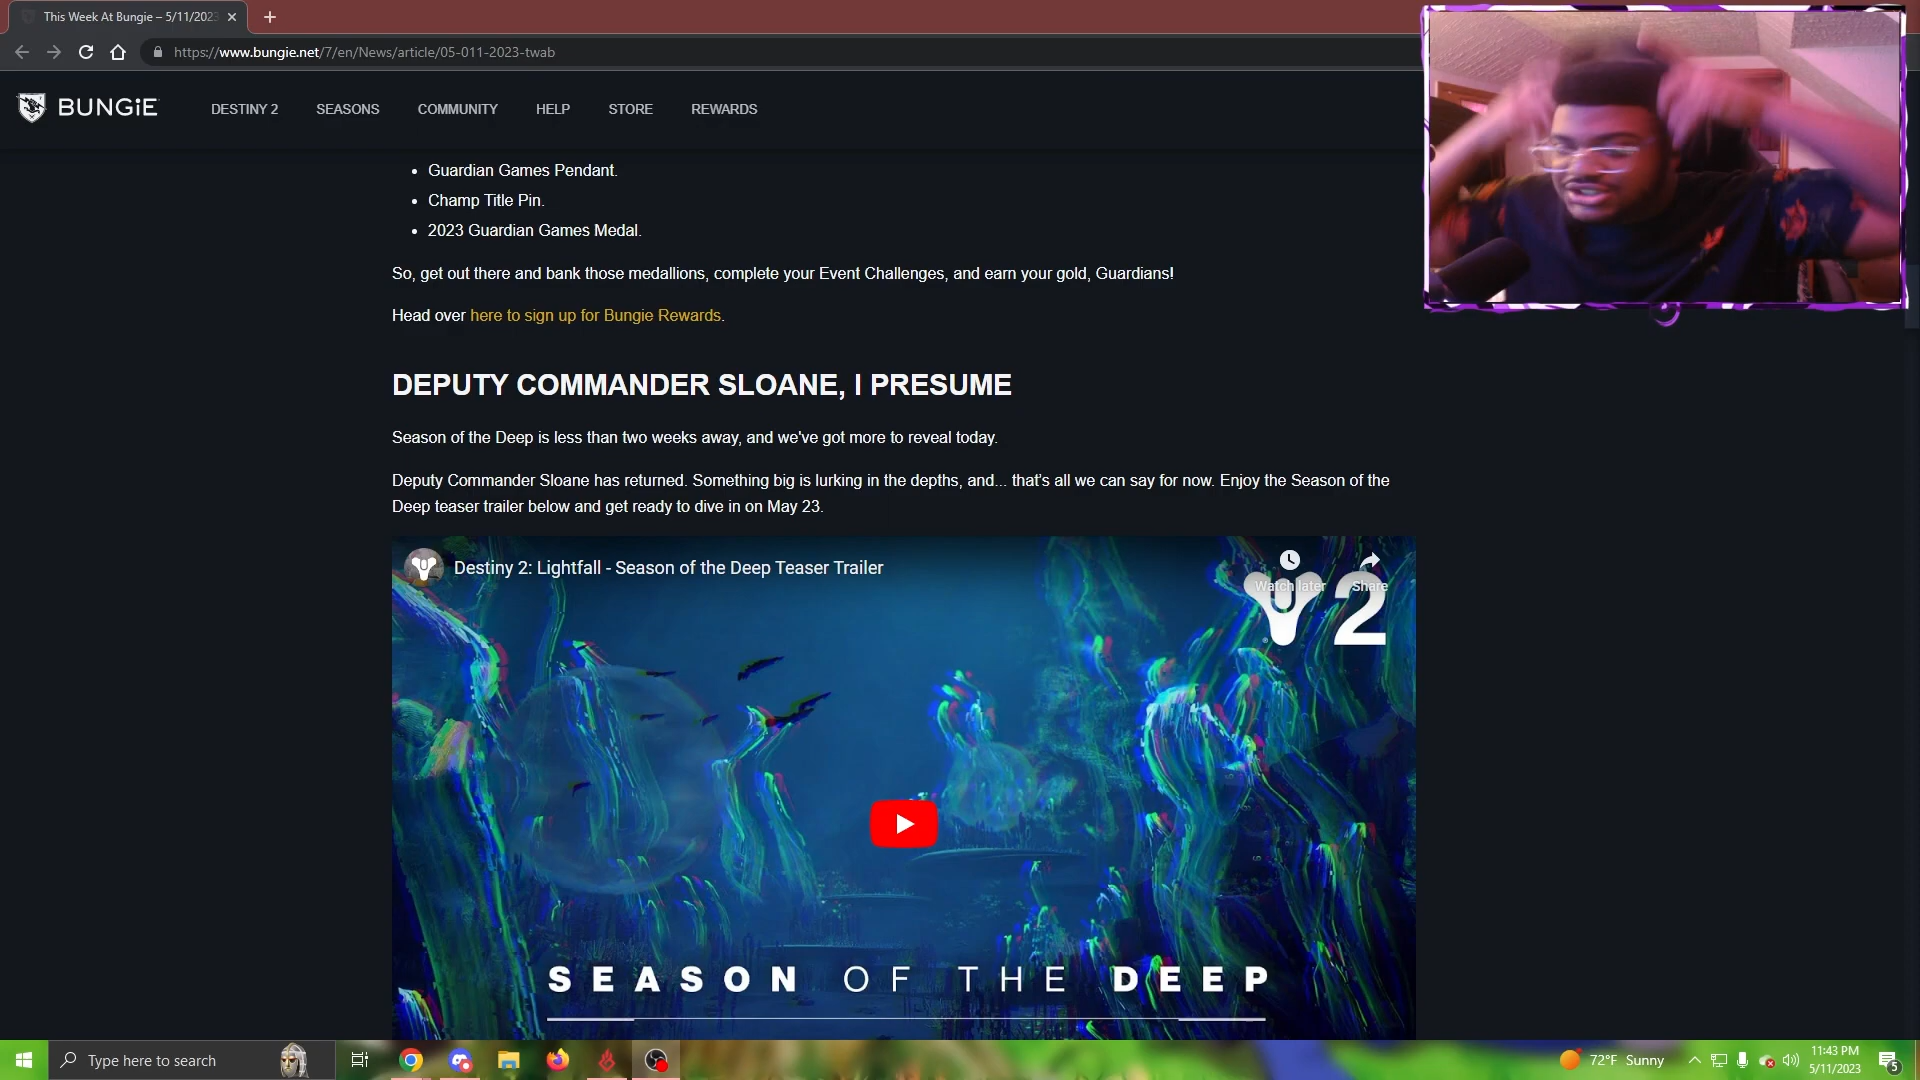 This Week At Bungie – 5/11/2023
https://www.bungie.net/7/en/News/article/05-011-2023-twab
BUNGiE
DESTINY 2
SEASONS
COMMUNITY
HELP
STORE
REWARDS
• Guardian Games Pendant.
• Champ Title Pin.
• 2023 Guardian Games Medal.
So, get out there and bank those medallions, complete your Event Challenges, and earn your gold, Guardians!
Head over here to sign up for Bungie Rewards.
DEPUTY COMMANDER SLOANE, I PRESUME
Season of the Deep is less than two weeks away, and we've got more to reveal today.
Deputy Commander Sloane has returned. Something big is lurking in the depths, and... that's all we can say for now. Enjoy the Season of the
Deep teaser trailer below and get ready to dive in on May 23.
Destiny 2: Lightfall - Season of the Deep Teaser Trailer
Watch later
Share
2
SEASON OF THE DEEP
Type here to search
72°F Sunny
11:43 PM
5/11/2023
5